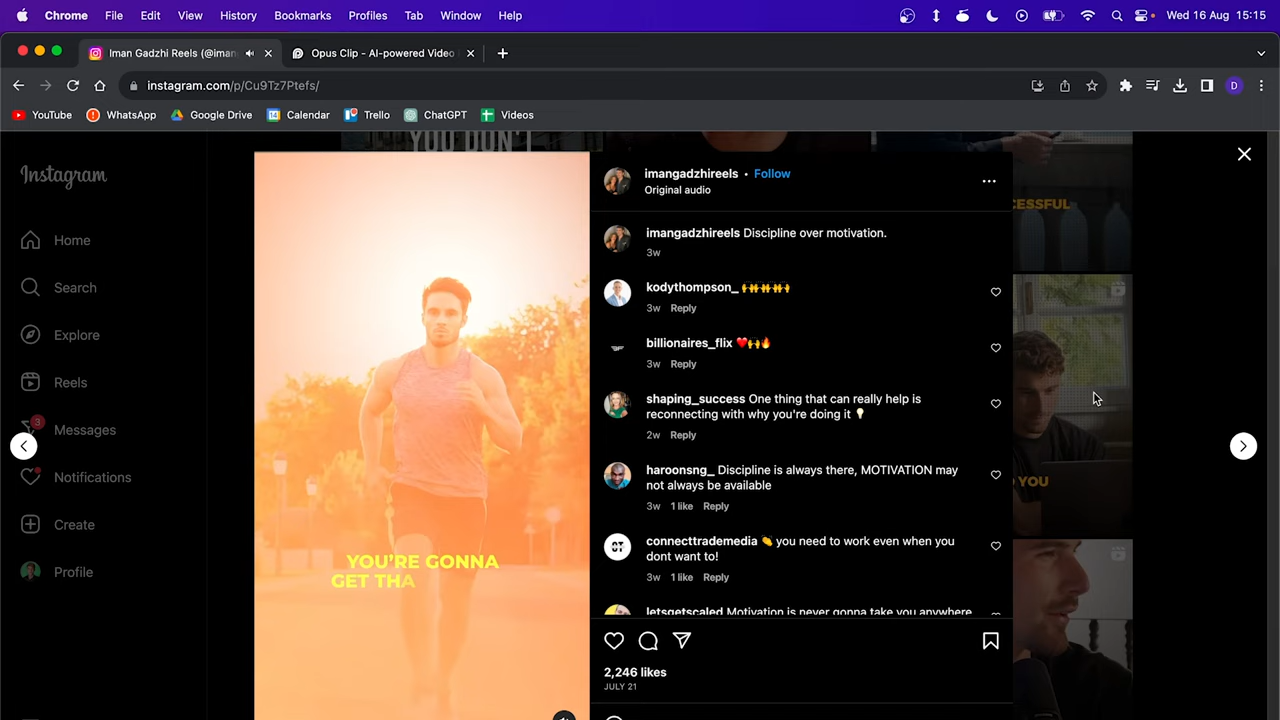 Chrome File Edit View History Bookmarks Profiles Tab Window Help Wed 16 Aug 15:15
Iman Gadzhi Reels (@iman Opus Clip - AI-powered Video
instagram.com/p/Cu9Tz7Ptefs/ D
YouTube WhatsApp Google Drive 14 Calendar Trello ChatGPT Videos
YOU DON'T
Instagram
Home
Search
Explore
Reels
3
Messages
Notifications
Create
Profile
YOU'RE GONNA
GET THA
imangadzhireels • Follow
Original audio
imangadzhireels Discipline over motivation.
3w
kodythompson_ 🙌🙌🙌🙌
3w Reply
billionaires_flix ❤️🙌🔥
3w Reply
shaping_success One thing that can really help is
reconnecting with why you're doing it 💡
2w Reply
haroonsng_ Discipline is always there, MOTIVATION may
not always be available
3w 1 like Reply
connecttrademedia 👏 you need to work even when you
dont want to!
3w 1 like Reply
letsgetscaled Motivation is never gonna take you anywhere
2,246 likes
JULY 21
CESSFUL
YOU